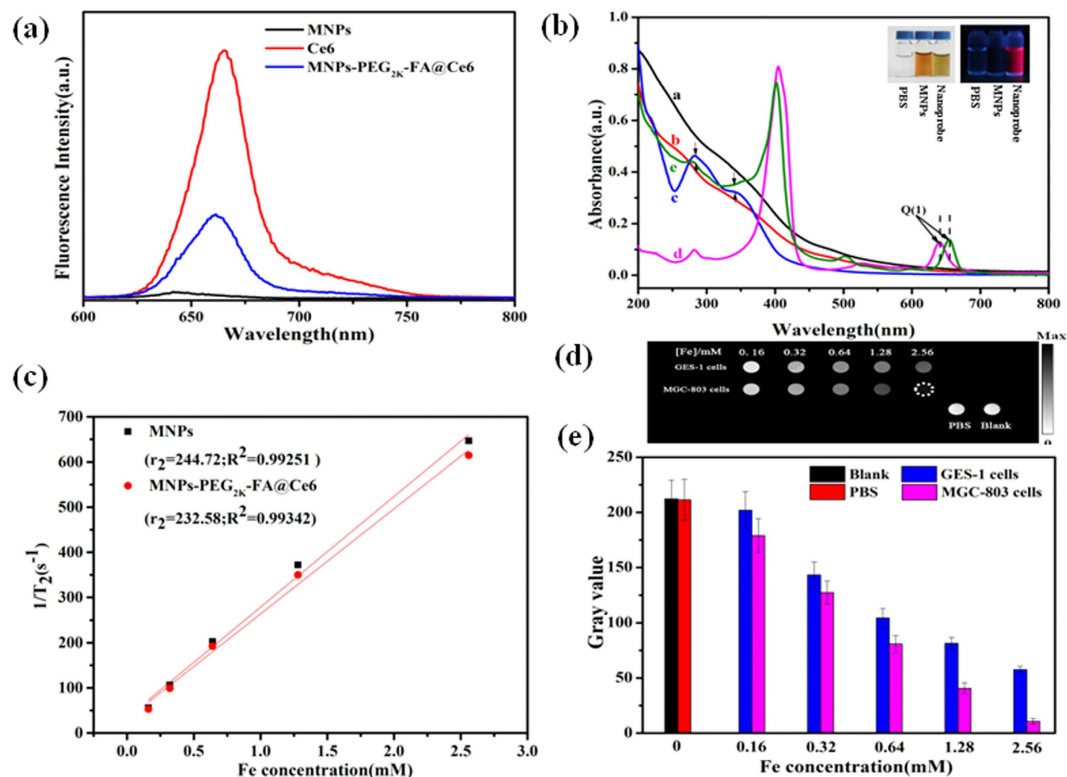 (a)
MNPs
Ce6
MNPs-PEG2K-FA@Ce6
Fluorescence Intensity(a.u.)
600 650 700 750 800
Wavelength(nm)
(b)
1.0
0.8
0.6
0.4
0.2
0.0
Absorbance(a.u.)
a
b
e
c
d
Q(1)
PBS
MNPs
Nanoprobe
PBS
MNPs
Nanoprobe
200 300 400 500 600 700 800
Wavelength(nm)
(c)
700
600
500
400
300
200
100
0
1/T2(s-1)
MNPs
(r2=244.72;R2=0.99251 )
MNPs-PEG2K-FA@Ce6
(r2=232.58;R2=0.99342)
0.0 0.5 1.0 1.5 2.0 2.5 3.0
Fe concentration(mM)
(d)
[Fe]/mM 0. 16 0.32 0.64 1.28 2.56
GES-1 cells
MGC-803 cells
PBS Blank
Max
0
(e)
250
200
150
100
50
0
Gray value
Blank
PBS
GES-1 cells
MGC-803 cells
0 0.16 0.32 0.64 1.28 2.56
Fe concentration(mM)